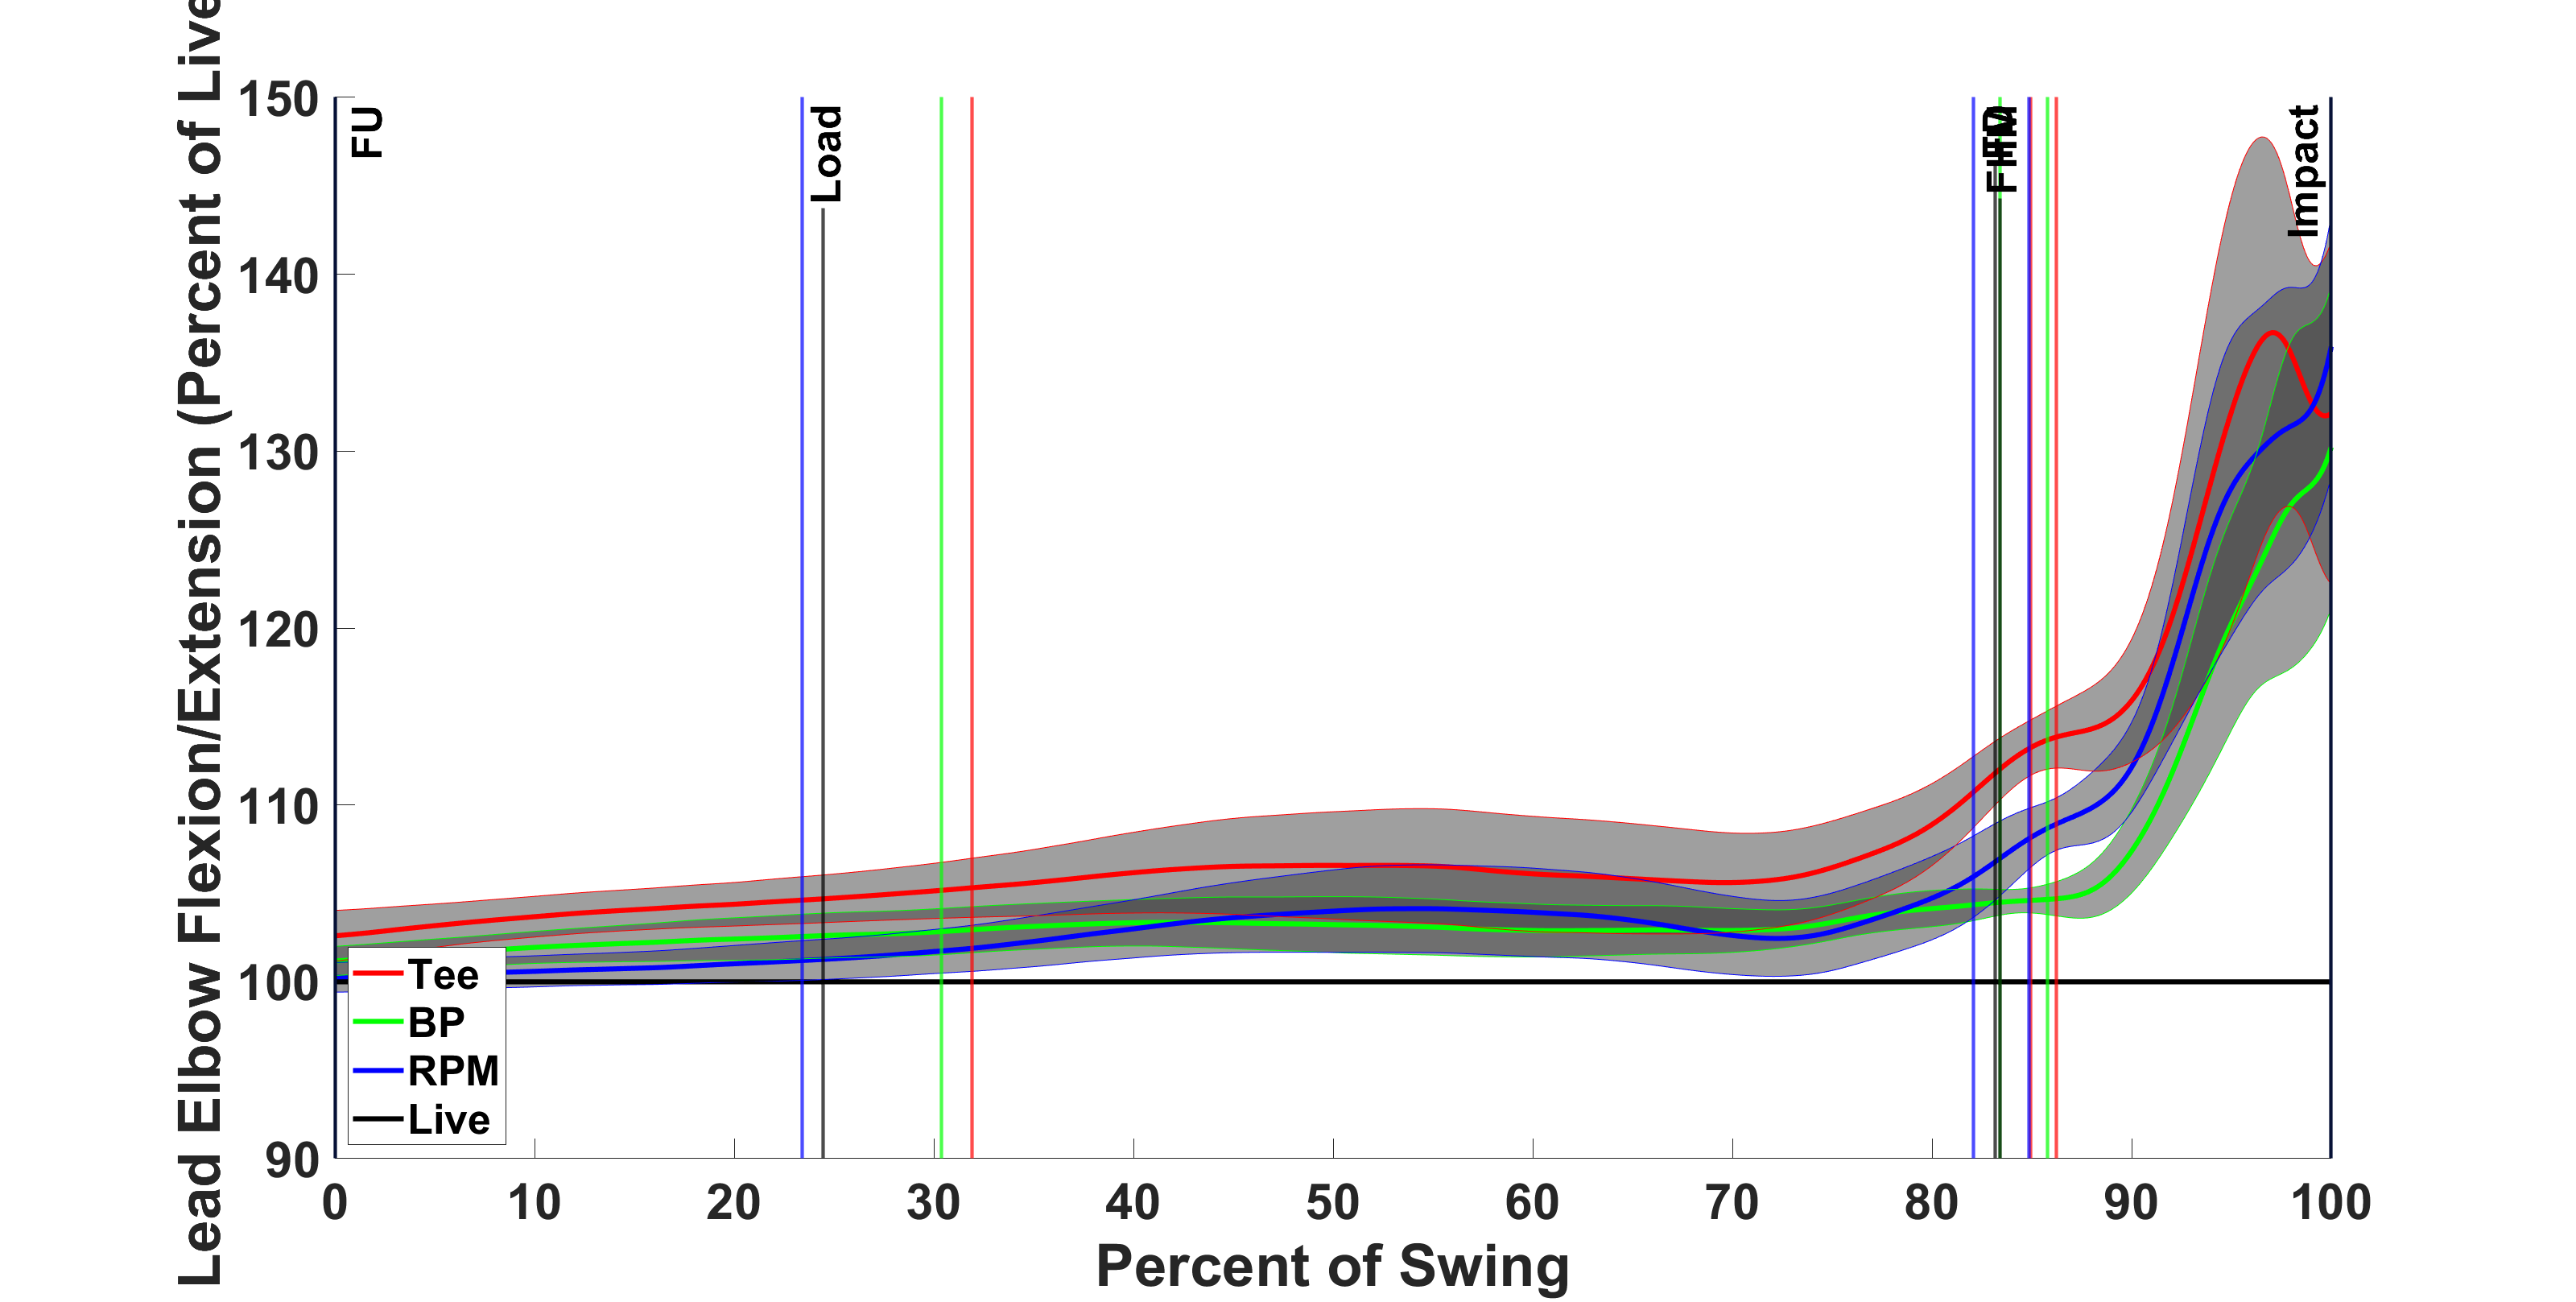 Lead Elbow Flexion/Extension (Percent of Live
150
140
130
120
110
100
90
FU
Load
Impact
Tee
BP
RPM
Live
0 10 20 30 40 50 60 70 80 90 100
Percent of Swing